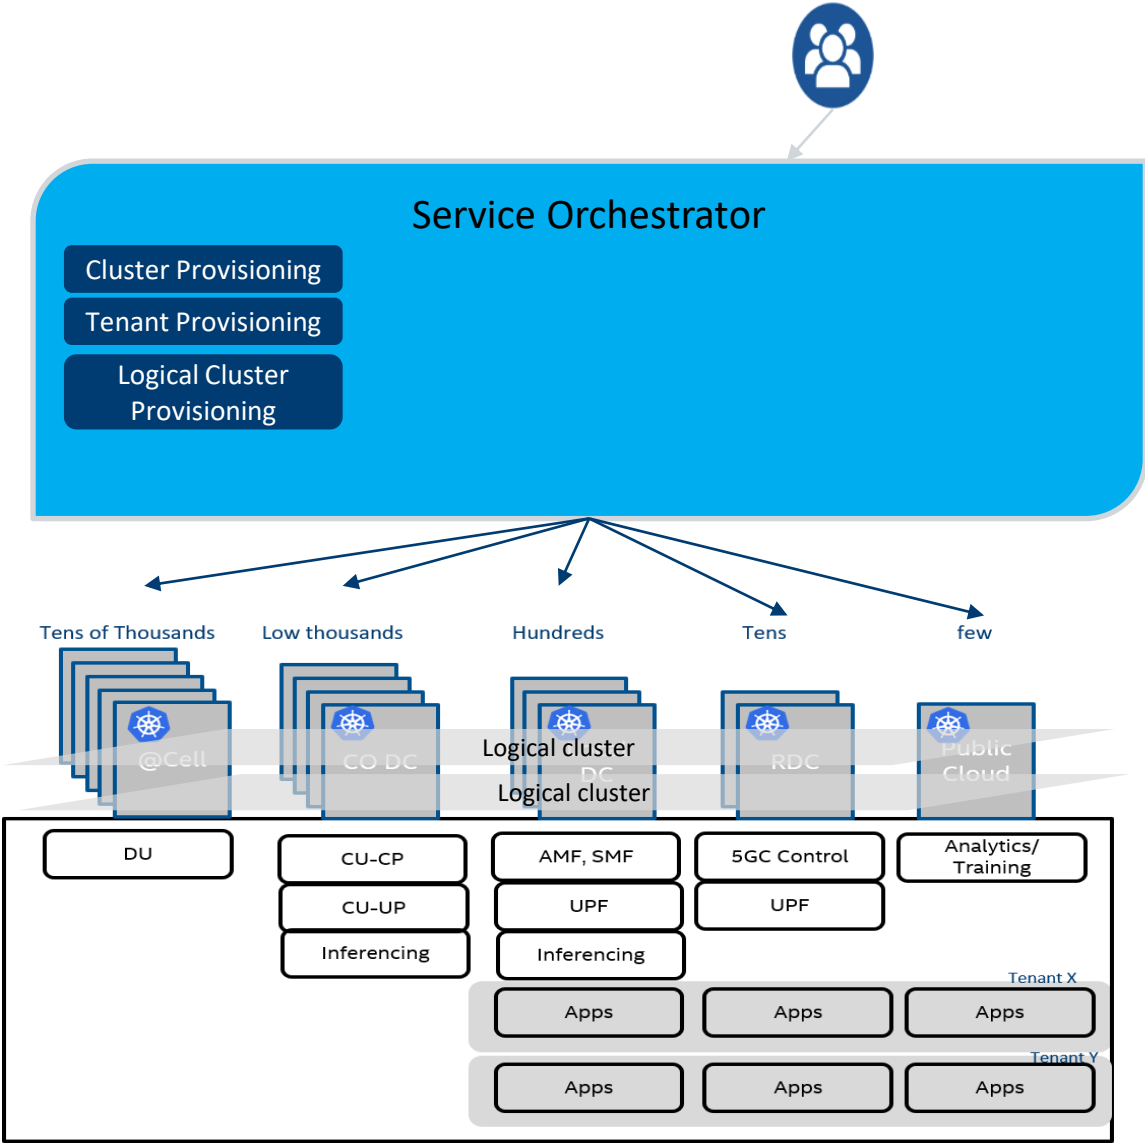 Service Orchestrator
Cluster Provisioning
Tenant Provisioning
Logical Cluster
Provisioning
Tens of Thousands
Low thousands
Hundreds
Tens
few
@Cell
CO DC
DC
RDC
Public
Cloud
Logical cluster
Logical cluster
DU
CU-CP
CU-UP
Inferencing
AMF, SMF
UPF
Inferencing
5GC Control
UPF
Analytics/
Training
Tenant X
Apps
Apps
Apps
Tenant Y
Apps
Apps
Apps